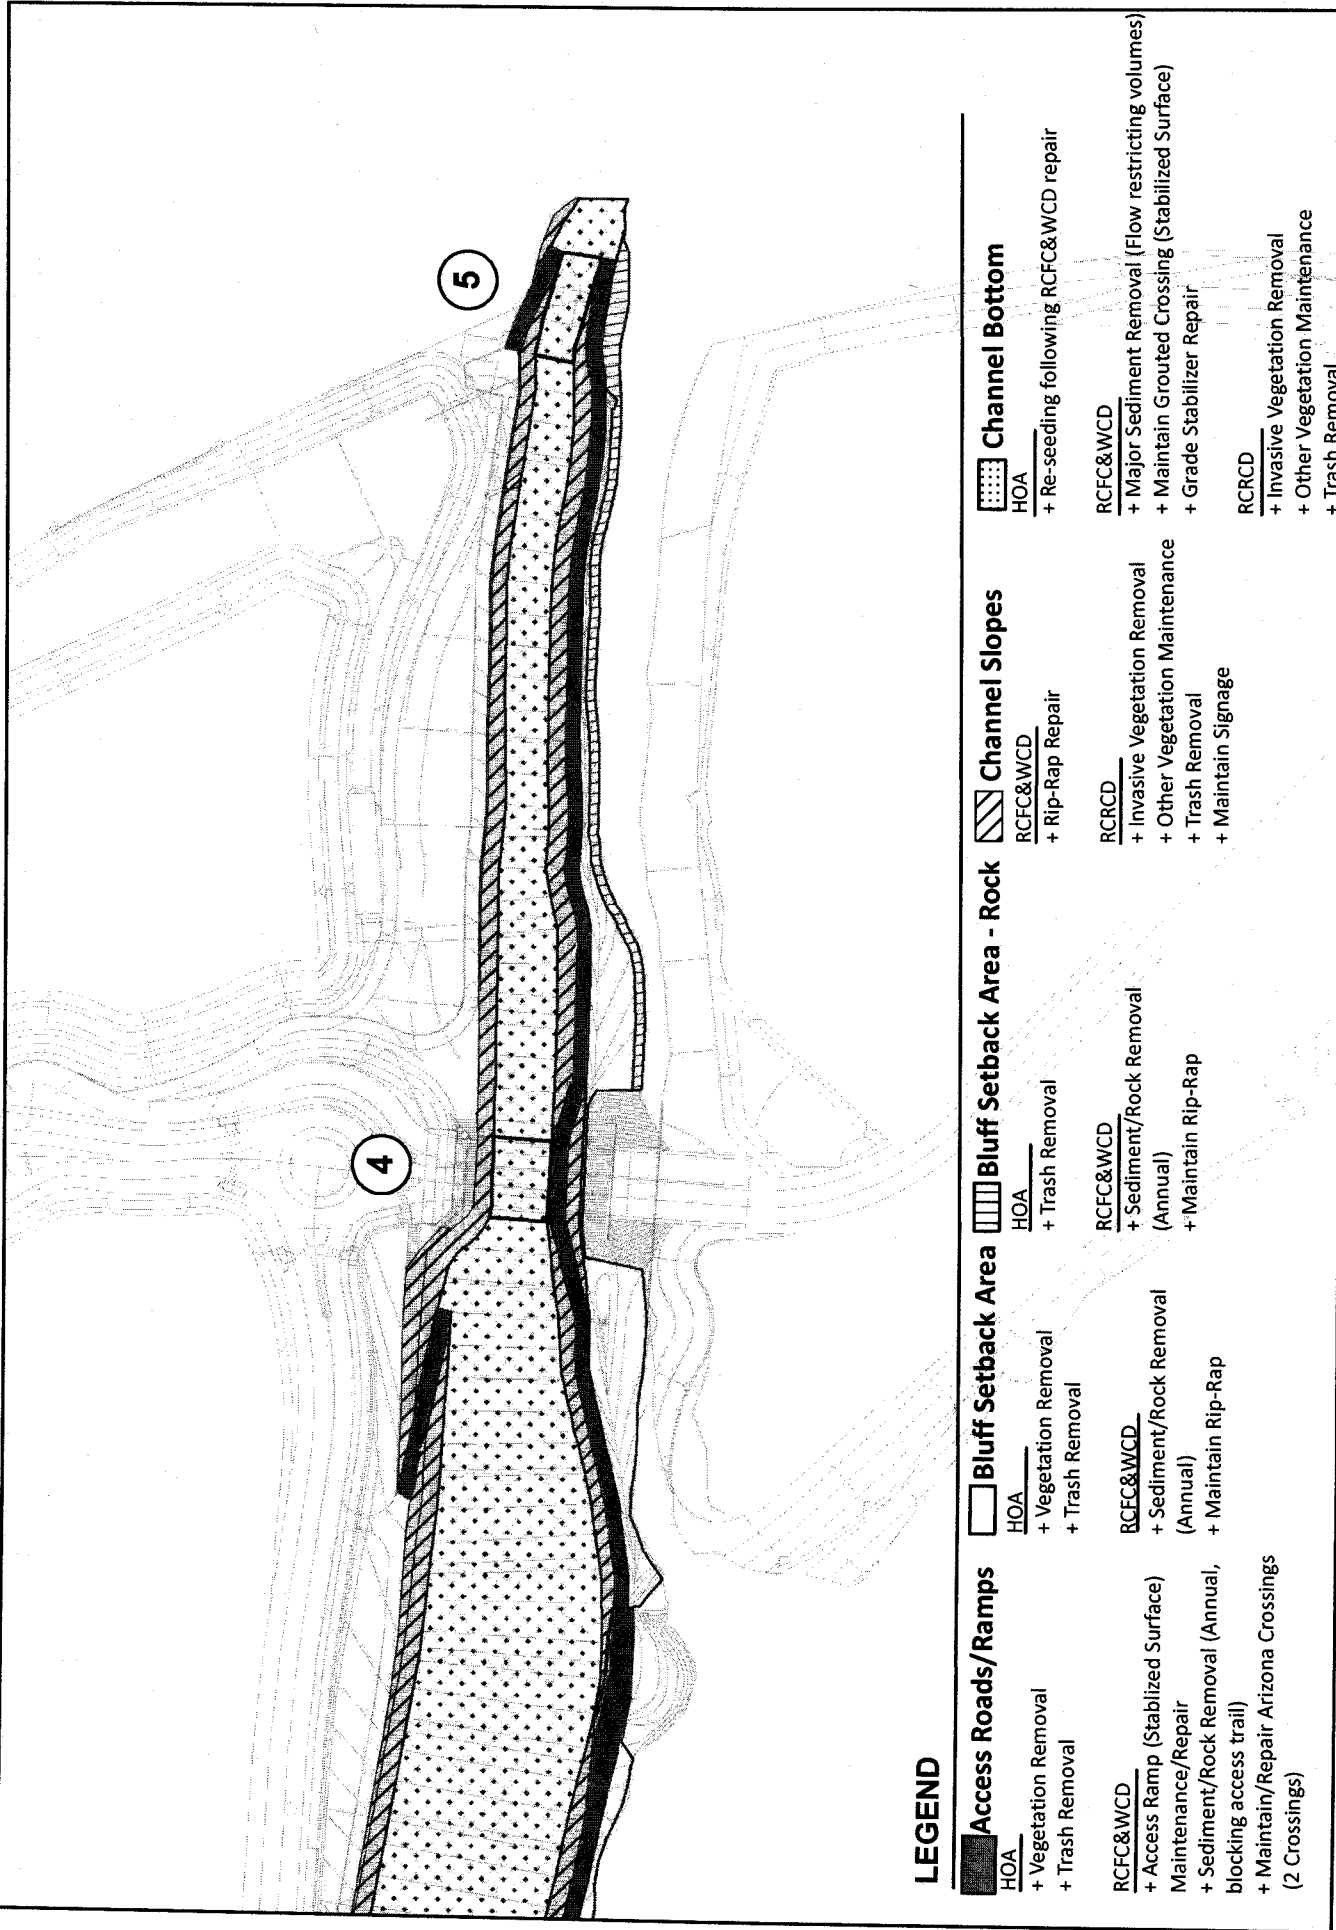 5
4
LEGEND
Access Roads/Ramps
HOA
+ Vegetation Removal
+ Trash Removal
RCFC&WCD
+ Access Ramp (Stablized Surface)
Maintenance/Repair
+ Sediment/Rock Removal (Annual,
blocking access trail)
+ Maintain/Repair Arizona Crossings
(2 Crossings)
Bluff Setback Area
HOA
+ Vegetation Removal
+ Trash Removal
RCFC&WCD
+ Sediment/Rock Removal
(Annual)
+ Maintain Rip-Rap
Bluff Setback Area - Rock
HOA
+ Trash Removal
RCFC&WCD
+ Sediment/Rock Removal
(Annual)
+ Maintain Rip-Rap
Channel Slopes
RCFC&WCD
+ Rip-Rap Repair
RCRCD
+ Invasive Vegetation Removal
+ Other Vegetation Maintenance
+ Trash Removal
+ Maintain Signage
Channel Bottom
HOA
+ Re-seeding following RCFC&WCD repair
RCFC&WCD
+ Major Sediment Removal (Flow restricting volumes)
+ Maintain Grouted Crossing (Stabilized Surface)
+ Grade Stabilizer Repair
RCRCD
+ Invasive Vegetation Removal
+ Other Vegetation Maintenance
+ Trash Removal